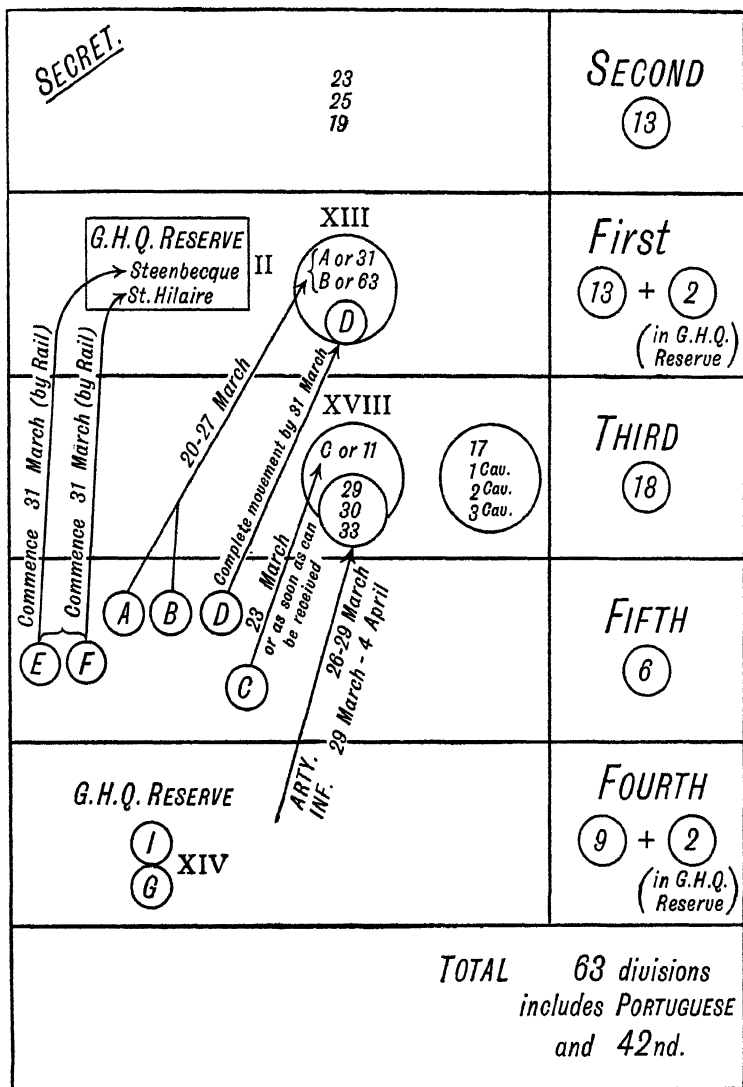 SECRET.
23
25
19
SECOND
13
XIII
G.H.Q. RESERVE
Steenbecque
St. Hilaire
II
A or 31
B or 63
D
First
13 + 2
(in G.H.Q.
Reserve)
Commence 31 March (by Rail)
Commence 31 March (by Rail)
20-27 March
Complete movement by 31 March
XVIII
C or 11
29
30
33
17
1 Cav.
2 Cav.
3 Cav.
THIRD
18
A
B
D
E
F
C
23 March
or as soon as can
be received
26-29 March
29 March - 4 April
ARTY.
INF.
FIFTH
6
G.H.Q. RESERVE
I
G
XIV
FOURTH
9 + 2
(in G.H.Q.
Reserve)
TOTAL 63 divisions
includes PORTUGUESE
and 42nd.